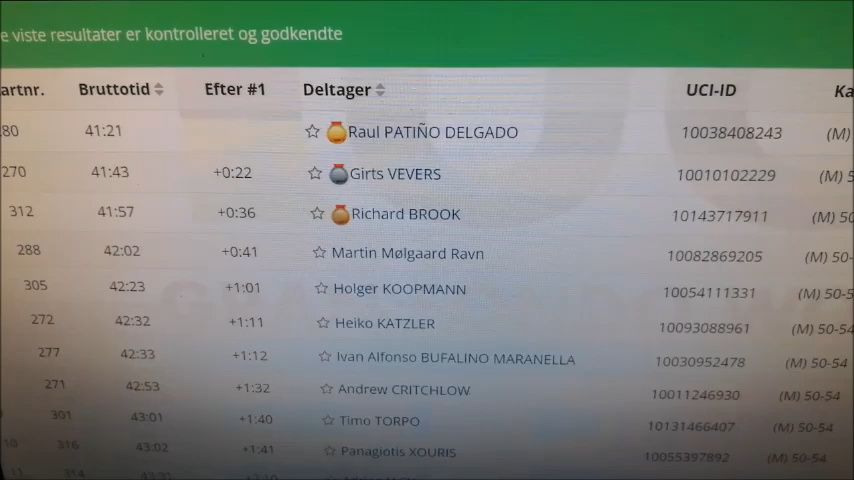 e viste resultater er kontrolleret og godkendte
artnr. Bruttotid Efter #1 Deltager UCI-ID Ka
280 41:21 Raul PATIÑO DELGADO 10038408243 (M)
270 41:43 +0:22 Girts VEVERS 10010102229 (M) 5
312 41:57 +0:36 Richard BROOK 10143717911 (M) 50
288 42:02 +0:41 Martin Mølgaard Ravn 10082869205 (M) 50-
305 42:23 +1:01 Holger KOOPMANN 10054111331 (M) 50-5
272 42:32 +1:11 Heiko KATZLER 10093088961 (M) 50-54
277 42:33 +1:12 Ivan Alfonso BUFALINO MARANELLA 10030952478 (M) 50-54
271 42:53 +1:32 Andrew CRITCHLOW 10011246930 (M) 50-54
301 43:01 +1:40 Timo TORPO 10131466407 (M) 50-54
10 316 43:02 +1:41 Panagiotis XOURIS 10055397892 (M) 50-54
11 314